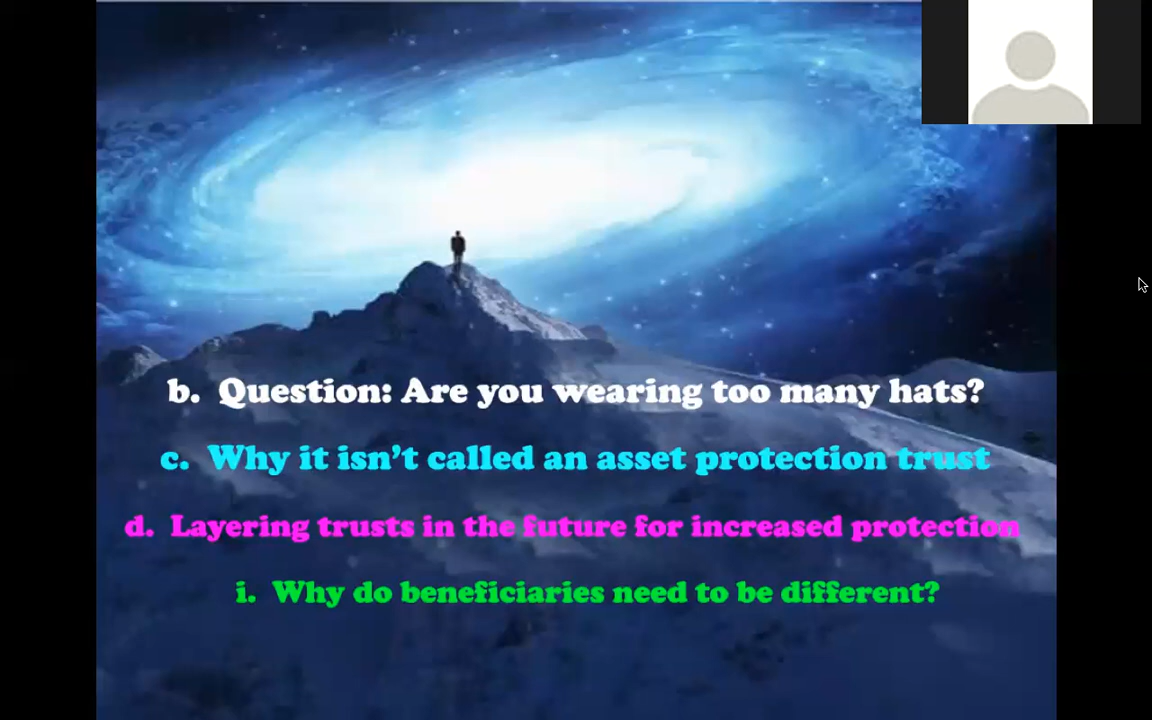 b. Question: Are you wearing too many hats?
c. Why it isn’t called an asset protection trust
d. Layering trusts in the future for increased protection
i. Why do beneficiaries need to be different?